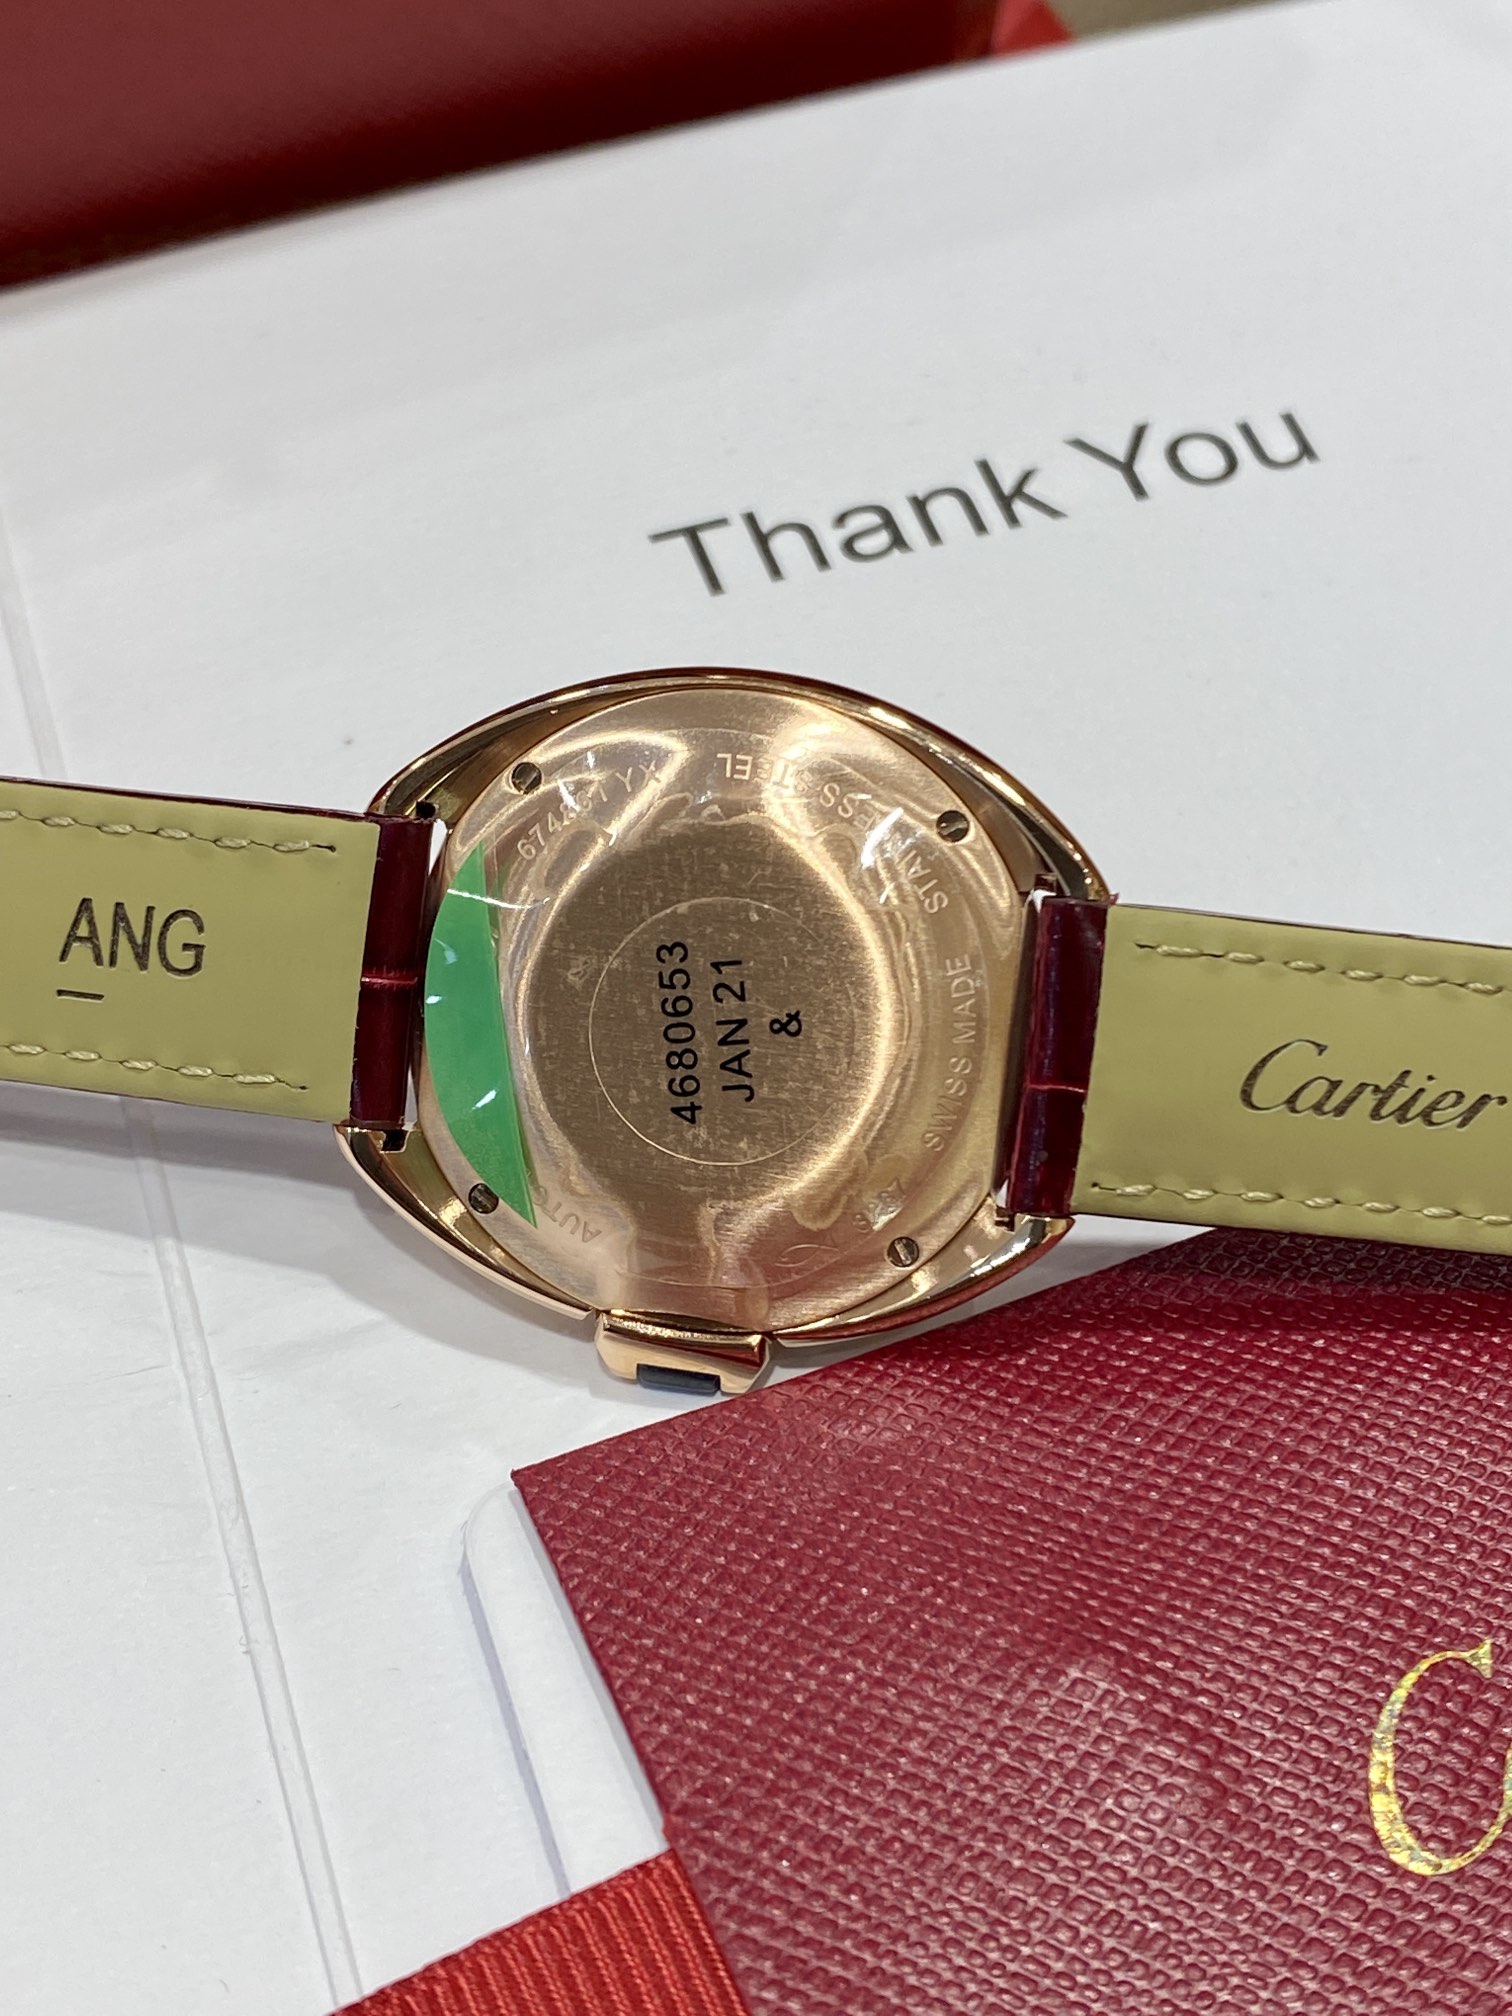 Thank You
ANG
4680653
JAN 21
&
STAINLESS STEEL
SWISS MADE
Cartier